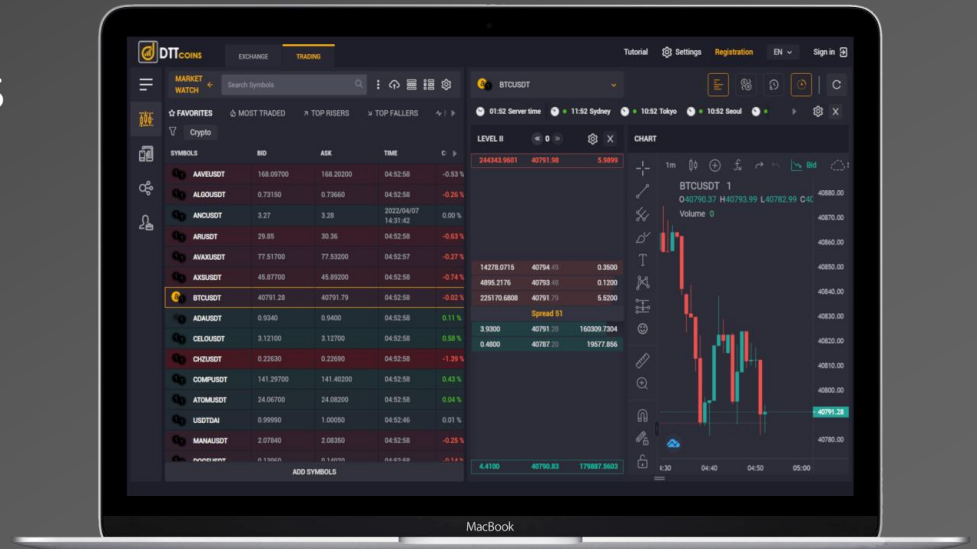 S
DTTCOINS
EXCHANGE
TRADING
Tutorial
Settings
Registration
EN
Sign in
MARKET WATCH
Search Symbols
FAVORITES
MOST TRADED
TOP RISERS
TOP FALLERS
Crypto
SYMBOLS BID ASK TIME C
AAVEUSDT 168.09700 168.20200 04:52:58 -0.53 %
ALGOUSDT 0.73150 0.73660 04:52:58 -0.26 %
ANCUSDT 3.27 3.28 2022/04/07 14:31:42 0.00 %
ARUSDT 29.85 30.36 04:52:58 -0.63 %
AVAXUSDT 77.51700 77.53200 04:52:57 -0.27 %
AXSUSDT 45.87700 45.89200 04:52:58 -0.74 %
BTCUSDT 40791.28 40791.79 04:52:58 -0.02 %
ADAUSDT 0.9340 0.9400 04:52:58 0.11 %
CELOUSDT 3.12100 3.12700 04:52:58 0.58 %
CHZUSDT 0.22630 0.22690 04:52:58 -1.39 %
COMPUSDT 141.29700 141.40200 04:52:58 0.43 %
ATOMUSDT 24.06700 24.08200 04:52:58 0.04 %
USDTDAI 0.99990 1.00050 04:52:46 0.01 %
MANAUSDT 2.07840 2.08350 04:52:58 -0.25 %
ADD SYMBOLS
BTCUSDT
01:52 Server time
11:52 Sydney
10:52 Tokyo
10:52 Seoul
LEVEL II
0
X
244343.9601 40791.98 5.9899
14278.0715 40794.49 0.3500
4895.2176 40793.48 0.1200
225170.6808 40791.79 5.5200
Spread 51
3.9300 40791.28 160309.7304
0.4800 40787.20 19577.856
4.4100 40790.83 179887.5603
CHART
1m
Bid
BTCUSDT 1
O40790.37 H40793.99 L40782.99 C40
Volume 0
40880.00
40870.00
40860.00
40850.00
40840.00
40830.00
40820.00
40810.00
40800.00
40791.28
40780.00
04:40
04:50
05:00
MacBook